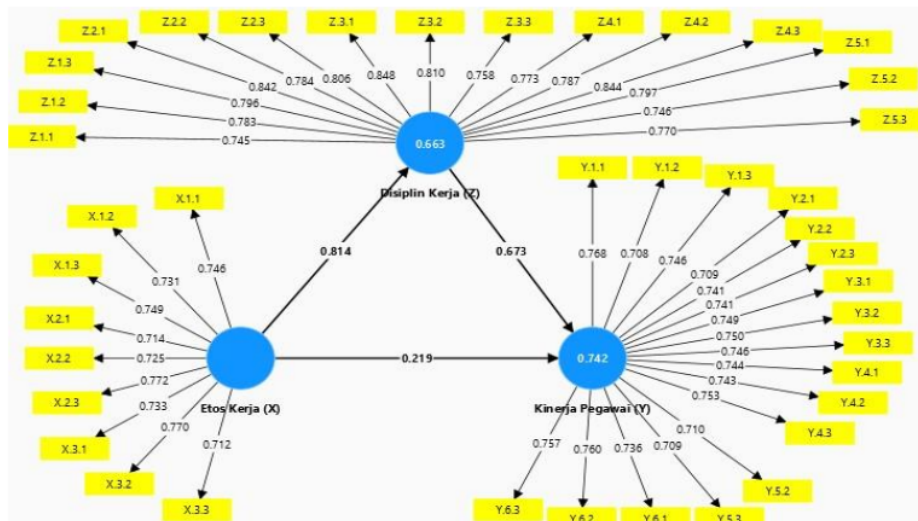 Z.2.1
Z.2.2
Z.2.3
Z.3.1
Z.3.2
Z.3.3
Z.4.1
Z.4.2
Z.4.3
Z.5.1
Z.1.3
Z.5.2
Z.1.2
Z.5.3
Z.1.1
0.842
0.784
0.806
0.848
0.810
0.758
0.773
0.787
0.844
0.797
0.796
0.746
0.783
0.770
0.745
0.663
Disiplin Kerja (Z)
0.814
0.673
0.219
X.1.1
X.1.2
X.1.3
X.2.1
X.2.2
X.2.3
X.3.1
X.3.2
X.3.3
0.746
0.731
0.749
0.714
0.725
0.772
0.733
0.770
0.712
Etos Kerja (X)
Y.1.1
Y.1.2
Y.1.3
Y.2.1
Y.2.2
Y.2.3
Y.3.1
Y.3.2
Y.3.3
Y.4.1
Y.4.2
Y.4.3
Y.5.2
Y.5.3
Y.6.1
Y.6.2
Y.6.3
0.768
0.708
0.746
0.709
0.741
0.741
0.749
0.750
0.746
0.744
0.743
0.753
0.710
0.709
0.736
0.760
0.757
0.742
Kinerja Pegawai (Y)